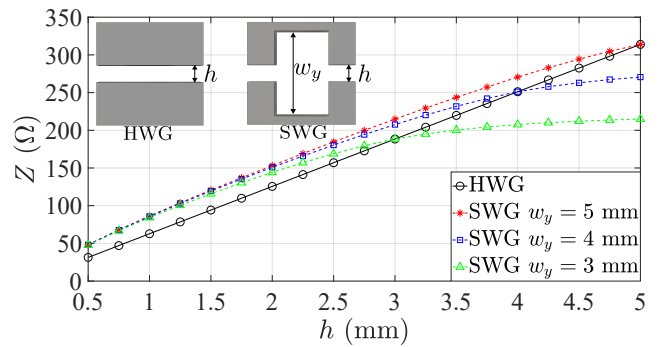 350
300
250
200
150
100
50
0
Z (Ω)
h
HWG
w_y
h
SWG
HWG
SWG w_y = 5 mm
SWG w_y = 4 mm
SWG w_y = 3 mm
0.5 1 1.5 2 2.5 3 3.5 4 4.5 5
h (mm)